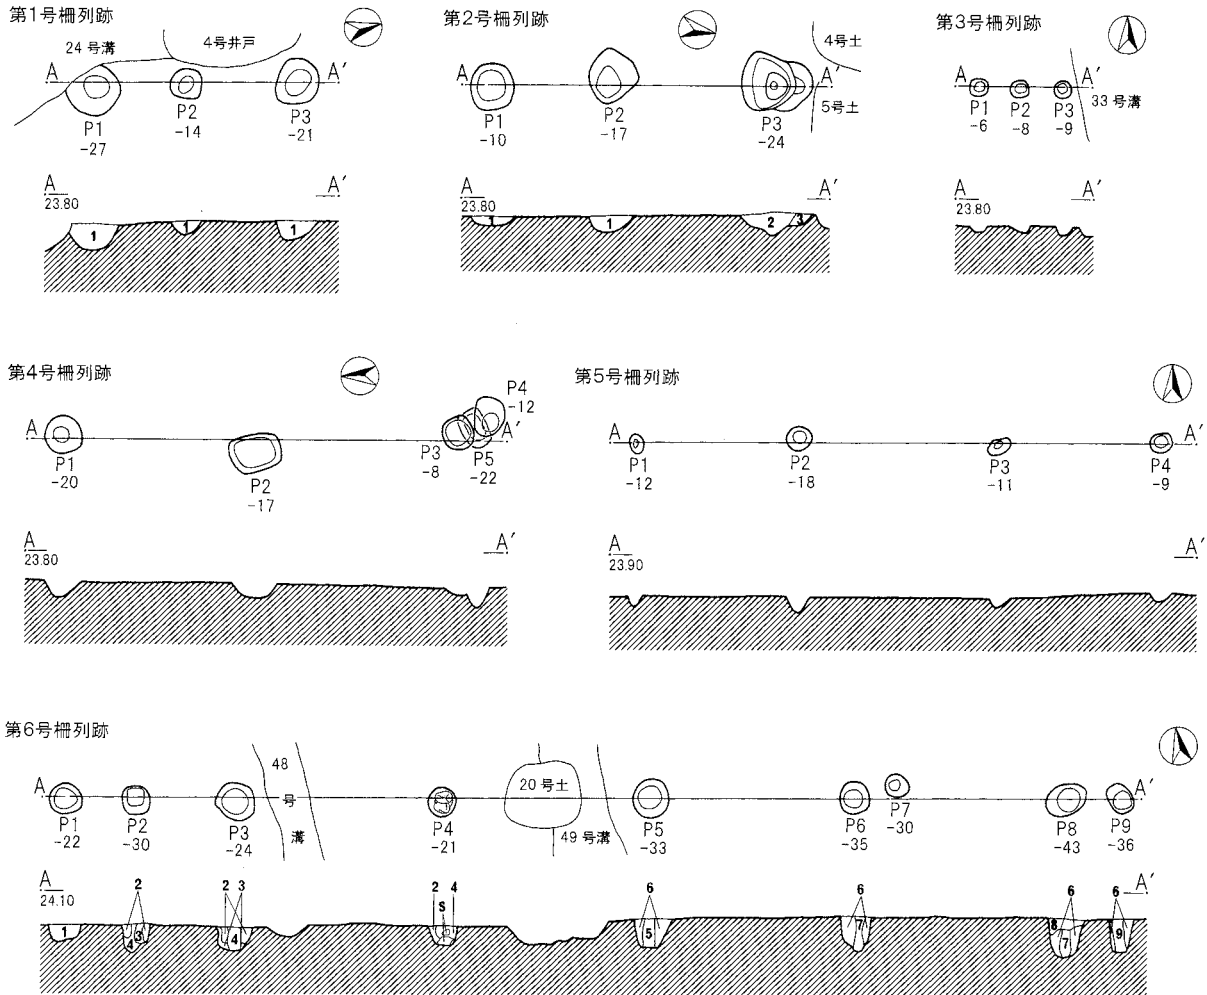 第1号柵列跡
24号溝
4号井戸
A A′
P1
-27
P2
-14
P3
-21
A A′
23.80
1 1 1
第2号柵列跡
4号土
A A′
5号土
P1
-10
P2
-17
P3
-24
A A′
23.80
1 1 2 3
第3号柵列跡
A A′
33号溝
P1
-6
P2
-8
P3
-9
A A′
23.80
第4号柵列跡
A A′
P1
-20
P2
-17
P3
-8
P4
-12
P5
-22
A A′
23.80
第5号柵列跡
A A′
P1
-12
P2
-18
P3
-11
P4
-9
A A′
23.90
第6号柵列跡
48号溝
20号土
49号溝
A A′
P1
-22
P2
-30
P3
-24
P4
-21
P5
-33
P6
-35
P7
-30
P8
-43
P9
-36
A A′
24.10
2 2 3 2 4 6 6 6 6
S
1 4 3 4 5 7 8 7 9